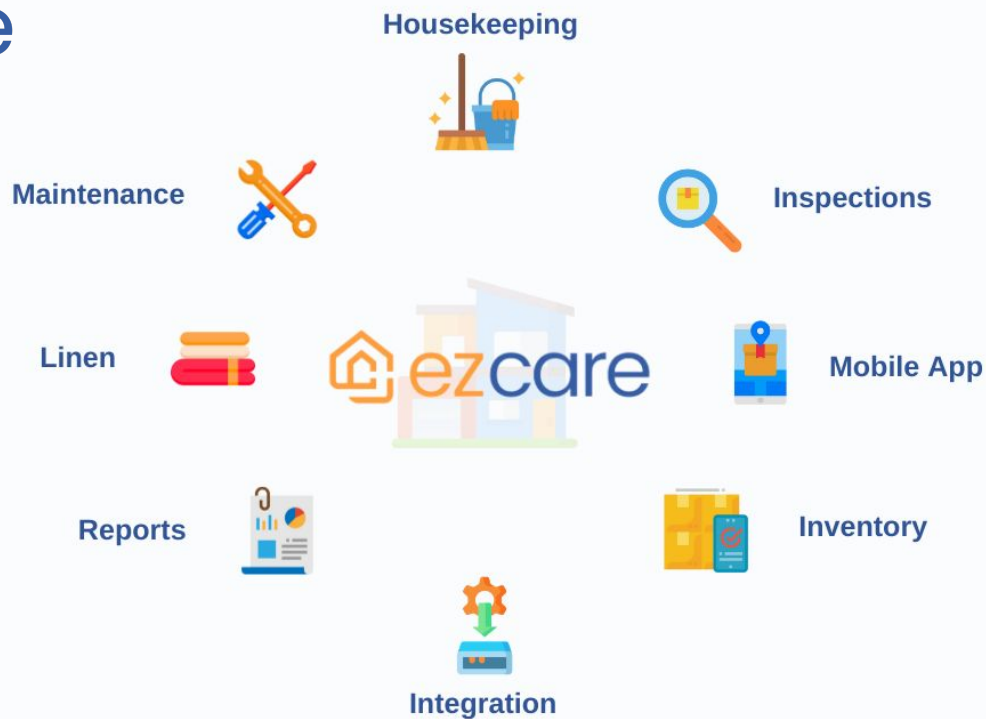 e
Housekeeping
Maintenance
Inspections
Linen
ezcare
Mobile App
Reports
Inventory
Integration